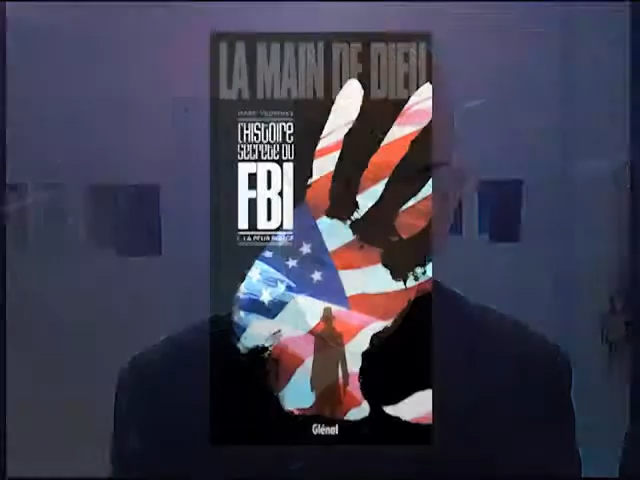 LA MAIN DE DIEU
L'HISTOIRE
SECRÈTE DU
FBI
Glénat